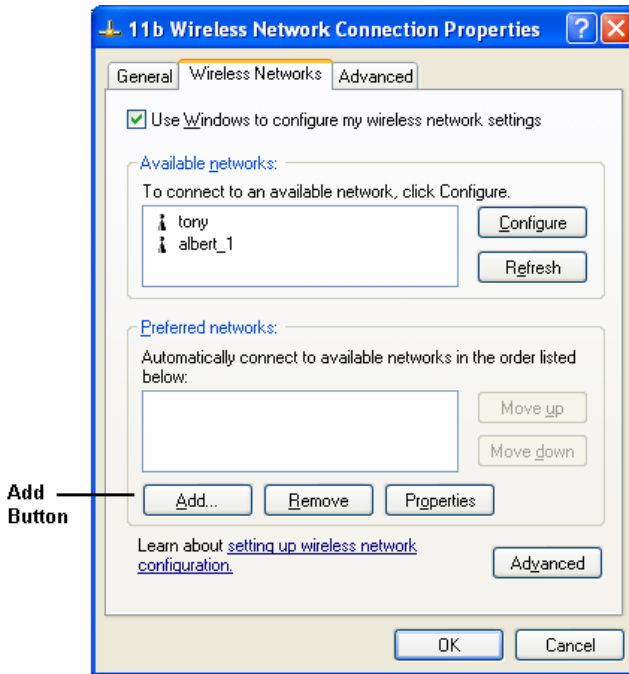 11b Wireless Network Connection Properties
General Wireless Networks Advanced
Use Windows to configure my wireless network settings
Available networks:
To connect to an available network, click Configure.
tony
albert_1
Configure
Refresh
Preferred networks:
Automatically connect to available networks in the order listed
below:
Move up
Move down
Add
Button
Add... Remove Properties
Learn about setting up wireless network
configuration.
Advanced
OK Cancel